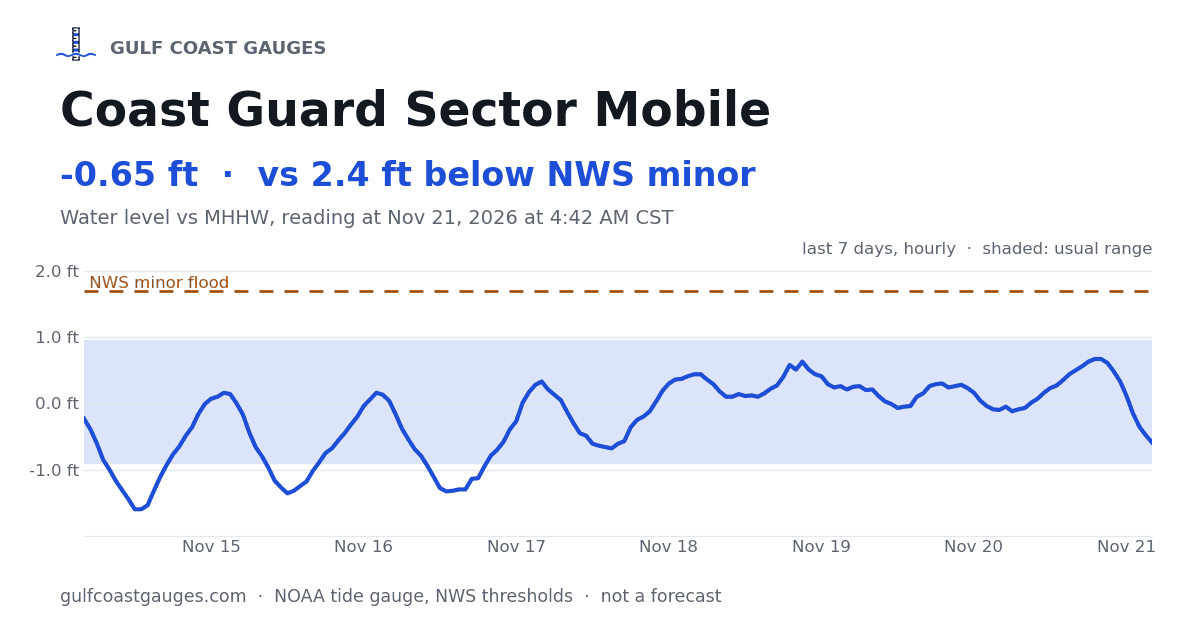 GULF COAST GAUGES
Coast Guard Sector Mobile
-0.65 ft · vs 2.4 ft below NWS minor
Water level vs MHHW, reading at Nov 21, 2026 at 4:42 AM CST
last 7 days, hourly · shaded: usual range
2.0 ft
NWS minor flood
1.0 ft
0.0 ft
-1.0 ft
Nov 15 Nov 16 Nov 17 Nov 18 Nov 19 Nov 20 Nov 21
gulfcoastgauges.com · NOAA tide gauge, NWS thresholds · not a forecast